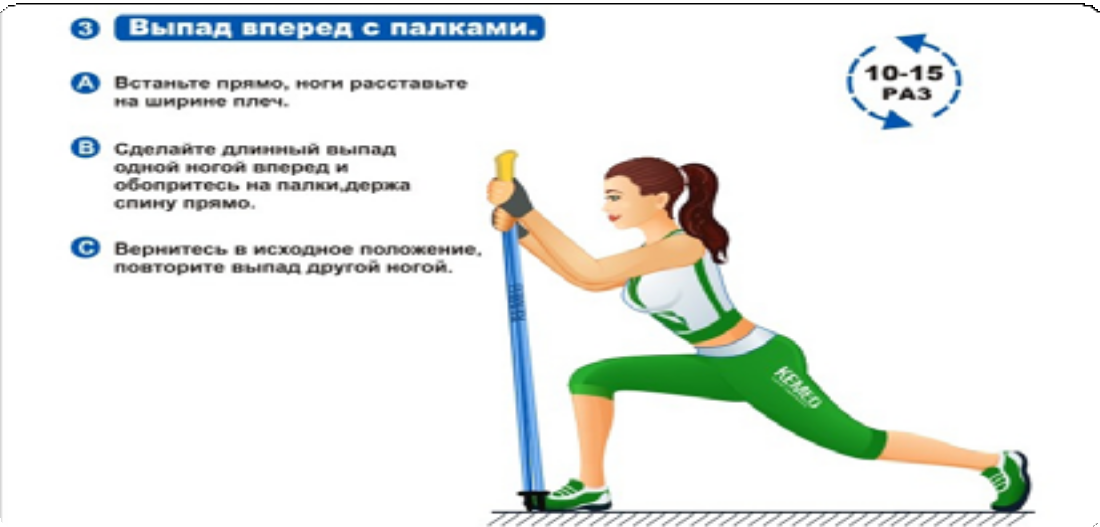 3 Выпад вперед с палками.
10-15
РАЗ
A Встаньте прямо, ноги расставьте
на ширине плеч.
B Сделайте длинный выпад
одной ногой вперед и
обопритесь на палки,держа
спину прямо.
C Вернитесь в исходное положение,
повторите выпад другой ногой.